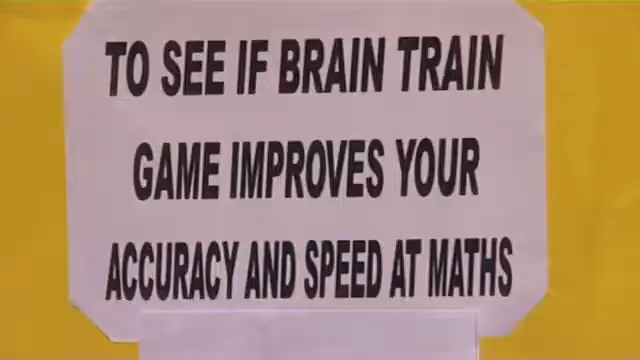 TO SEE IF BRAIN TRAIN
GAME IMPROVES YOUR
ACCURACY AND SPEED AT MATHS